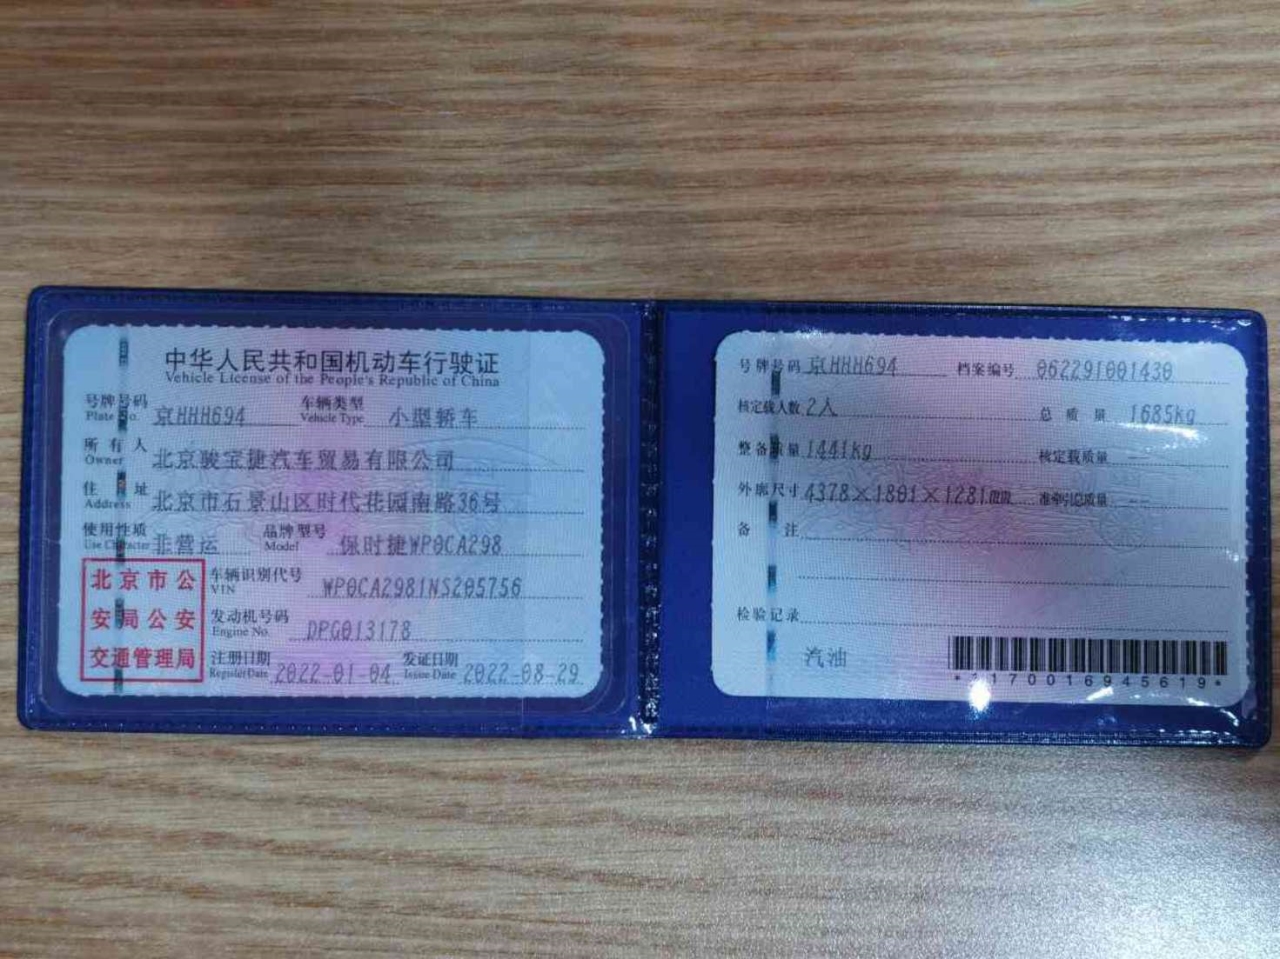 中华人民共和国机动车行驶证
Vehicle License of the People's Republic of China
号牌号码 京HHH694 车辆类型 小型轿车
Plate No. Vehicle Type
所有人 北京骏宝捷汽车贸易有限公司
Owner
住址 北京市石景山区时代花园南路36号
Address
使用性质 非营运 品牌型号 保时捷WP0CA298
Use Character Model
北京市公
安局公安
交通管理局
车辆识别代号 WP0CA2981NS205756
VIN
发动机号码 DPG013178
Engine No.
注册日期 2022-01-04 发证日期 2022-08-29
Register Date Issue Date
号牌号码 京HHH694 档案编号 062291001430
核定载人数 2人 总质量 1685kg
整备质量 1441kg 核定载质量 --
外廓尺寸 4378×1801×1281mm 准牵引总质量 --
备注
检验记录
汽油
*1170016945619*